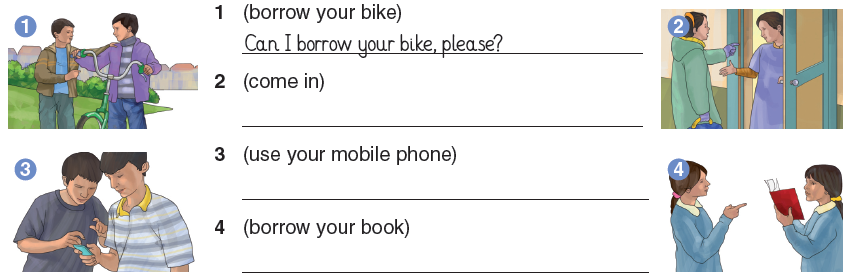 1
1 (borrow your bike)
Can I borrow your bike, please?
2
2 (come in)
3
3 (use your mobile phone)
4
4 (borrow your book)